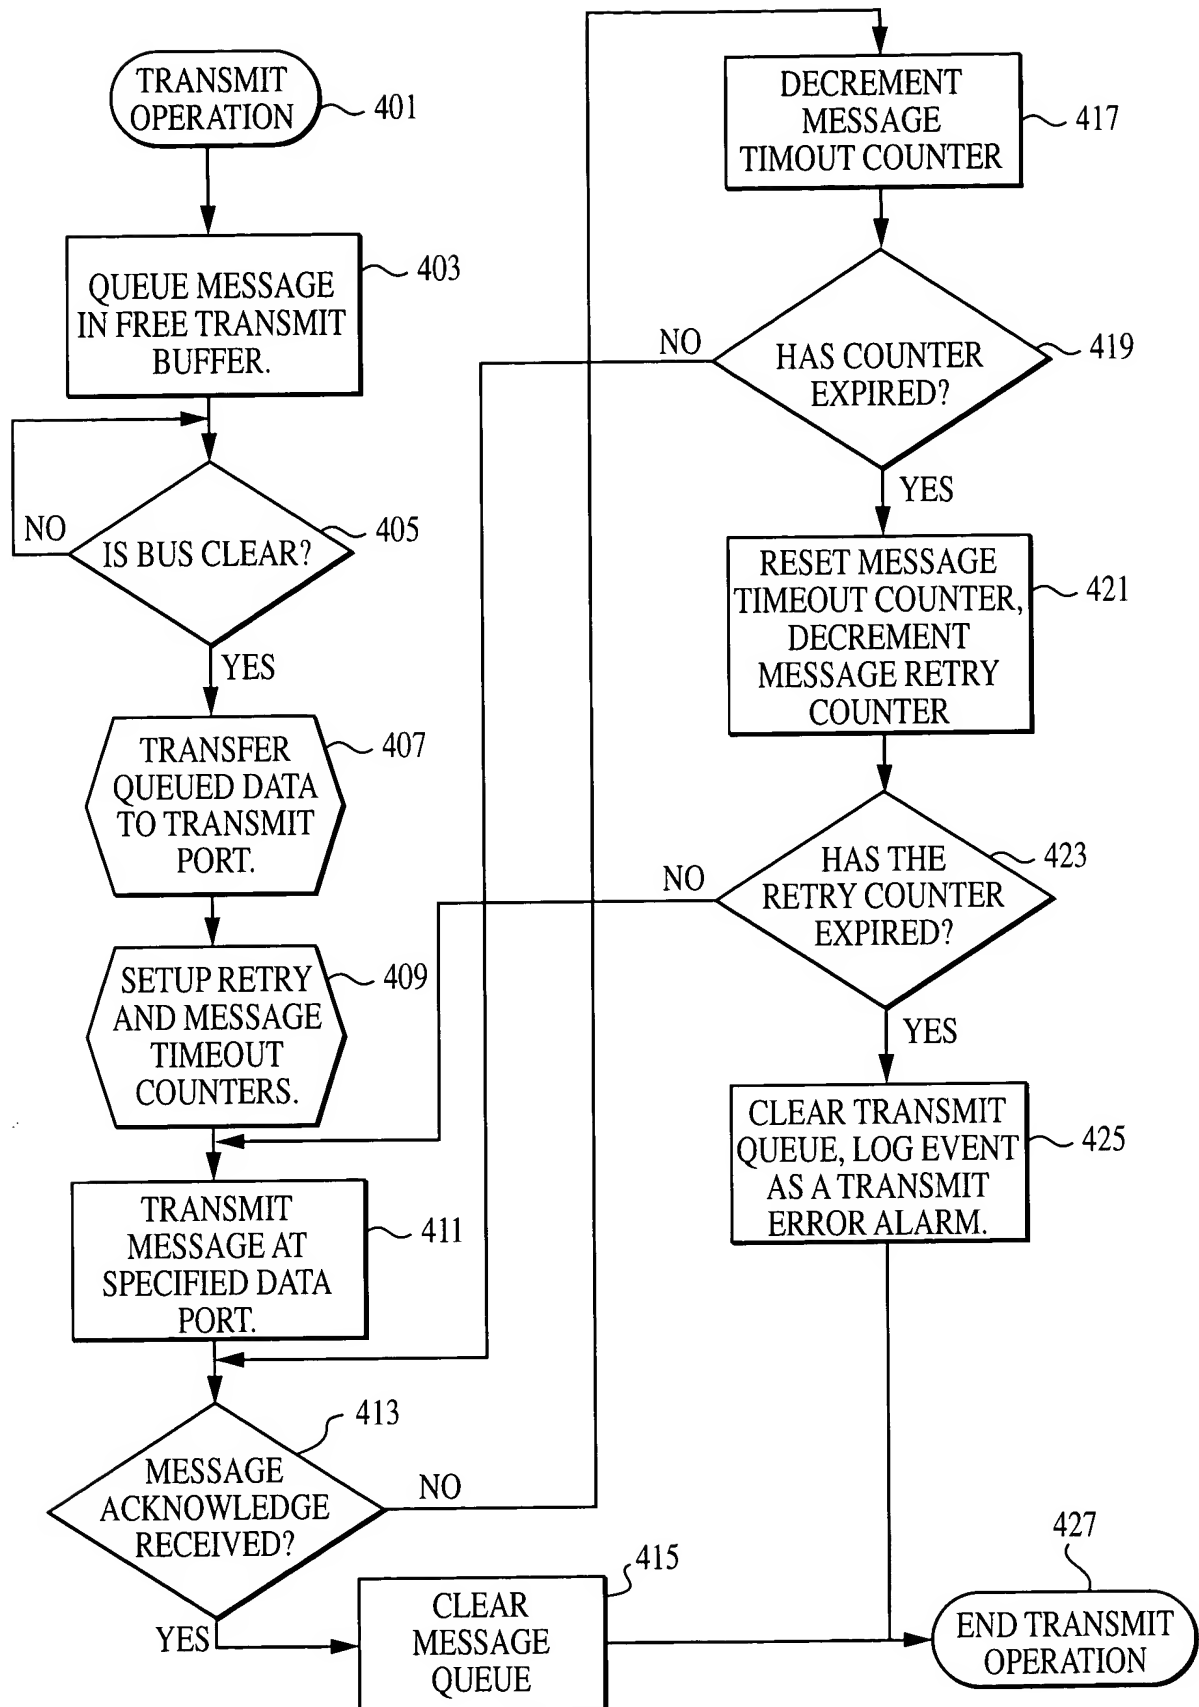 TRANSMIT
OPERATION
401
QUEUE MESSAGE
IN FREE TRANSMIT
BUFFER.
403
NO
IS BUS CLEAR?
405
YES
TRANSFER
QUEUED DATA
TO TRANSMIT
PORT.
407
SETUP RETRY
AND MESSAGE
TIMEOUT
COUNTERS.
409
TRANSMIT
MESSAGE AT
SPECIFIED DATA
PORT.
411
MESSAGE
ACKNOWLEDGE
RECEIVED?
413
NO
YES
CLEAR
MESSAGE
QUEUE
415
DECREMENT
MESSAGE
TIMOUT COUNTER
417
NO
HAS COUNTER
EXPIRED?
419
YES
RESET MESSAGE
TIMEOUT COUNTER,
DECREMENT
MESSAGE RETRY
COUNTER
421
NO
HAS THE
RETRY COUNTER
EXPIRED?
423
YES
CLEAR TRANSMIT
QUEUE, LOG EVENT
AS A TRANSMIT
ERROR ALARM.
425
427
END TRANSMIT
OPERATION